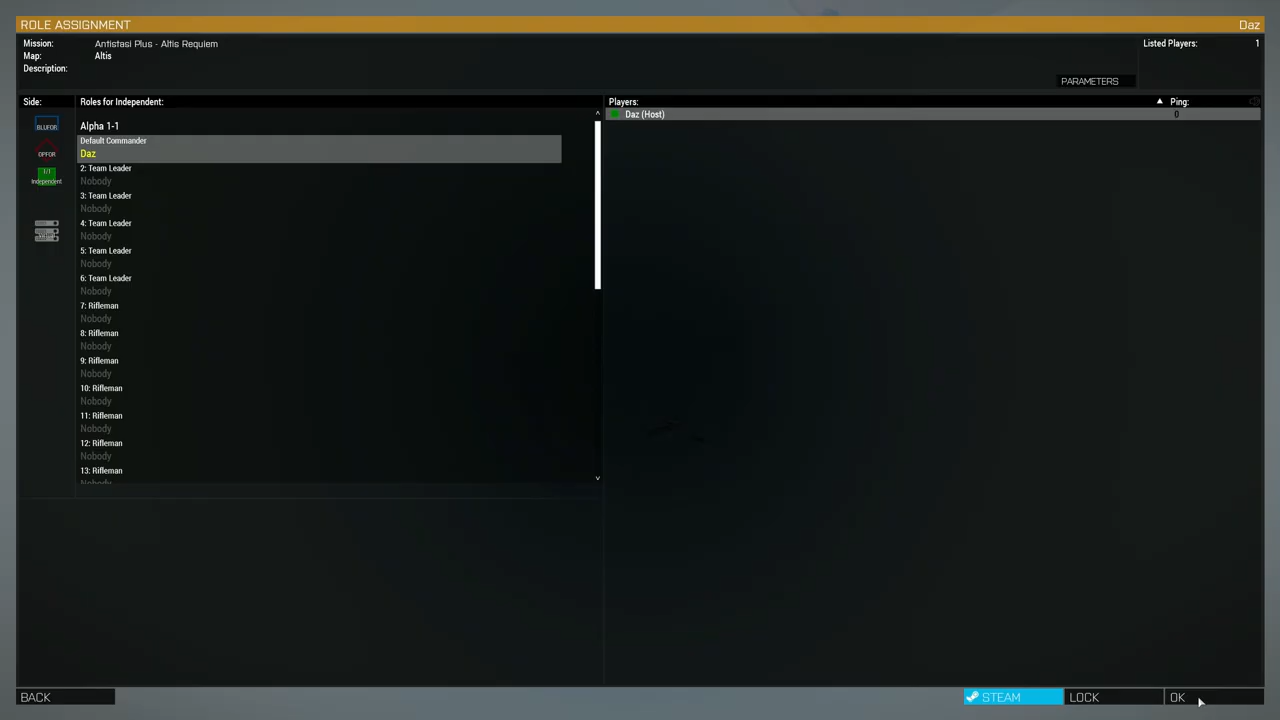 ROLE ASSIGNMENT
Daz
Mission: Antistasi Plus - Altis Requiem
Map: Altis
Description:
Listed Players: 1
PARAMETERS
Side:
BLUFOR
OPFOR
1/1
Independent
Roles for Independent:
Alpha 1-1
Default Commander
Daz
2: Team Leader
Nobody
3: Team Leader
Nobody
4: Team Leader
Nobody
5: Team Leader
Nobody
6: Team Leader
Nobody
7: Rifleman
Nobody
8: Rifleman
Nobody
9: Rifleman
Nobody
10: Rifleman
Nobody
11: Rifleman
Nobody
12: Rifleman
Nobody
13: Rifleman
Nobody
Players:
Ping:
Daz (Host)
0
BACK
STEAM
LOCK
OK